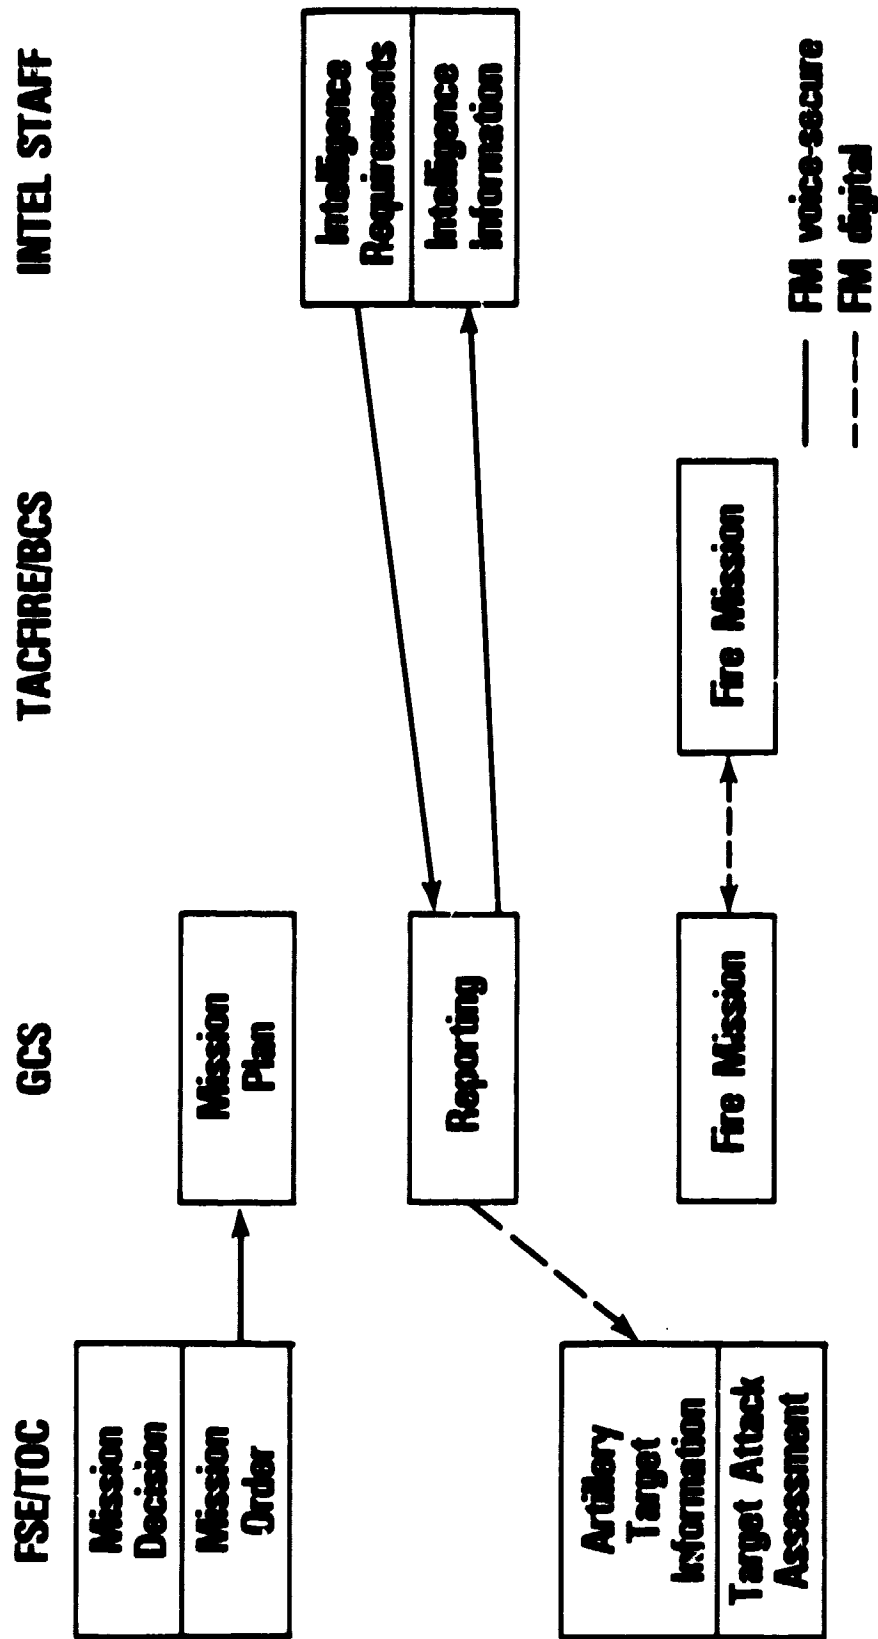 FSE/TOC
GCS
TACFIRE/BCS
INTEL STAFF
Mission
Decision
Mission
Order
Mission
Plan
Intelligence
Requirements
Intelligence
Information
Reporting
Artillery
Target
Information
Target Attack
Assessment
Fire Mission
Fire Mission
FM voice-secure
FM digital